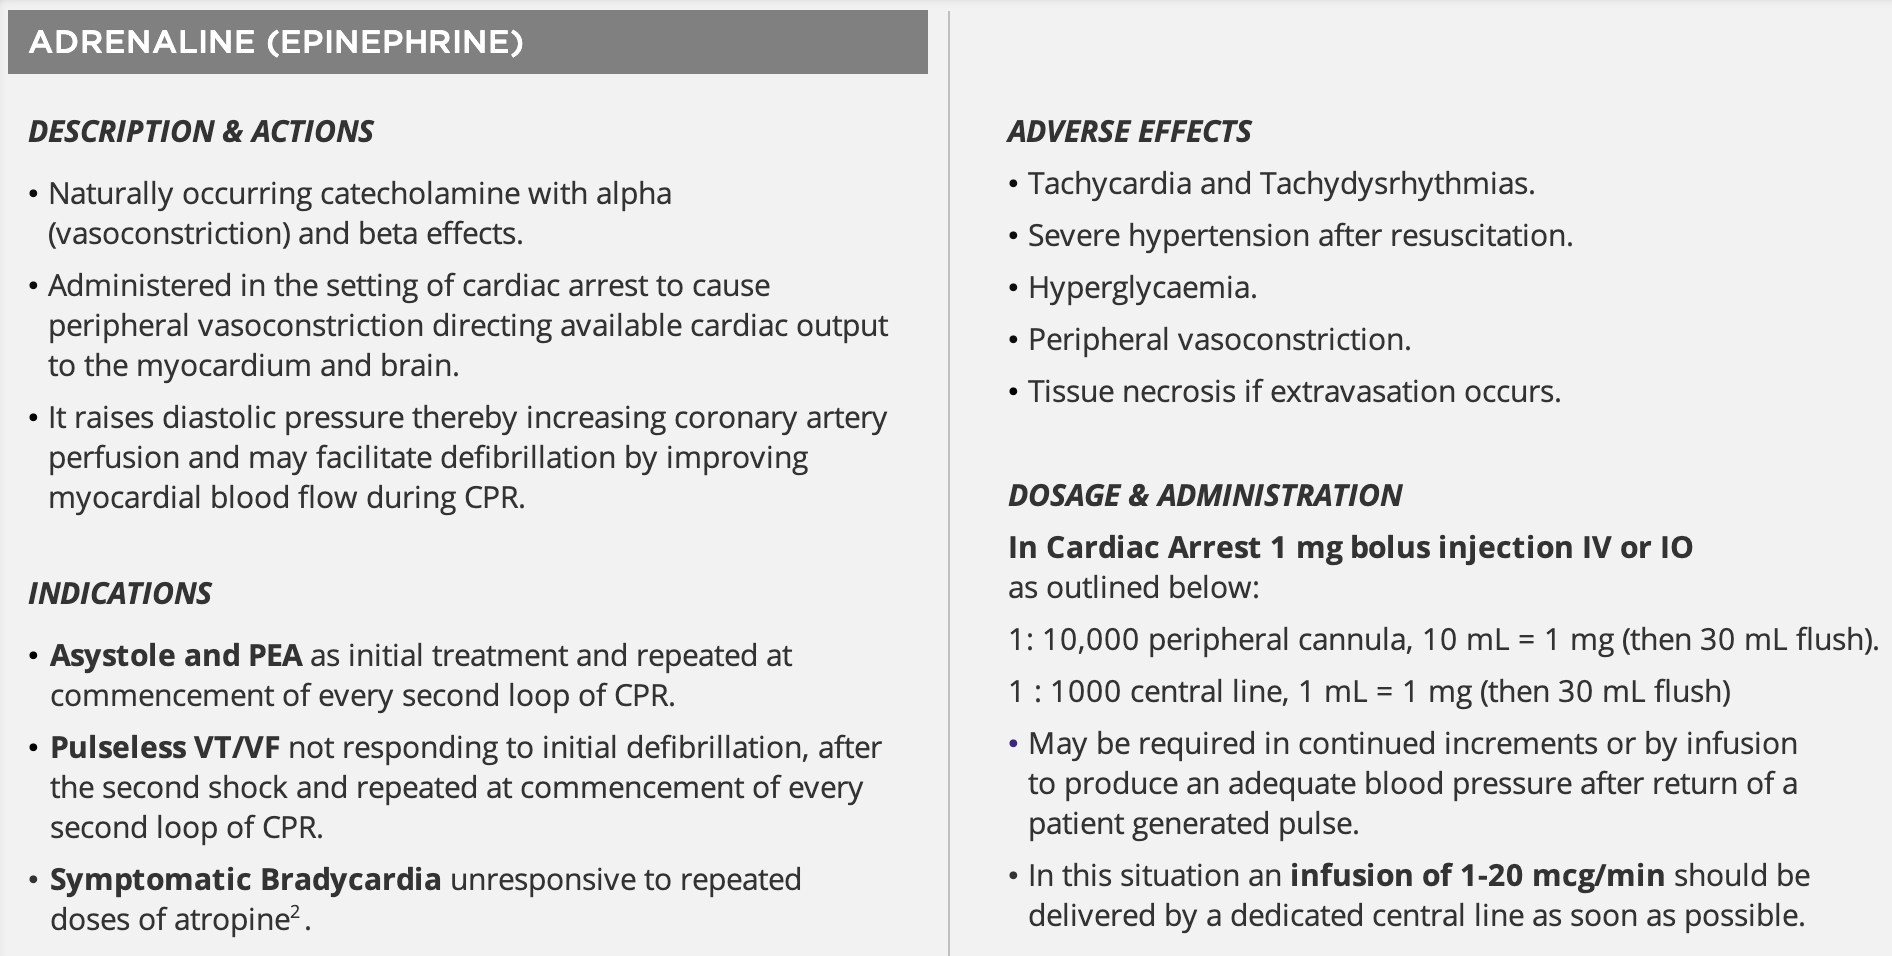 ADRENALINE (EPINEPHRINE)
DESCRIPTION & ACTIONS
• Naturally occurring catecholamine with alpha
(vasoconstriction) and beta effects.
• Administered in the setting of cardiac arrest to cause
peripheral vasoconstriction directing available cardiac output
to the myocardium and brain.
• It raises diastolic pressure thereby increasing coronary artery
perfusion and may facilitate defibrillation by improving
myocardial blood flow during CPR.
INDICATIONS
• Asystole and PEA as initial treatment and repeated at
commencement of every second loop of CPR.
• Pulseless VT/VF not responding to initial defibrillation, after
the second shock and repeated at commencement of every
second loop of CPR.
• Symptomatic Bradycardia unresponsive to repeated
doses of atropine².
ADVERSE EFFECTS
• Tachycardia and Tachydysrhythmias.
• Severe hypertension after resuscitation.
• Hyperglycaemia.
• Peripheral vasoconstriction.
• Tissue necrosis if extravasation occurs.
DOSAGE & ADMINISTRATION
In Cardiac Arrest 1 mg bolus injection IV or IO
as outlined below:
1: 10,000 peripheral cannula, 10 mL = 1 mg (then 30 mL flush).
1 : 1000 central line, 1 mL = 1 mg (then 30 mL flush)
• May be required in continued increments or by infusion
to produce an adequate blood pressure after return of a
patient generated pulse.
• In this situation an infusion of 1-20 mcg/min should be
delivered by a dedicated central line as soon as possible.